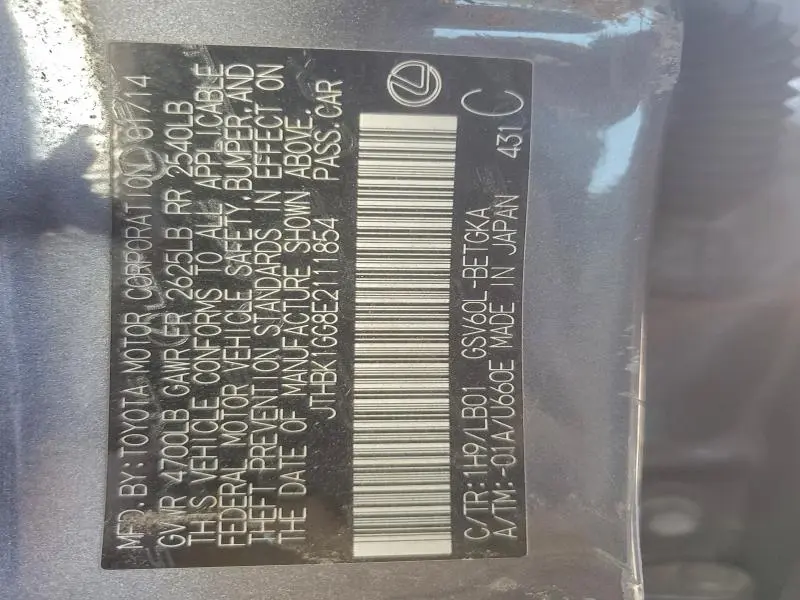 MFD. BY: TOYOTA MOTOR CORPORATION 01/14
GVWR 4700LB GAWR FR 2625LB RR 2540LB
THIS VEHICLE CONFORMS TO ALL APPLICABLE
FEDERAL MOTOR VEHICLE SAFETY, BUMPER, AND
THEFT PREVENTION STANDARDS IN EFFECT ON
THE DATE OF MANUFACTURE SHOWN ABOVE.
JTHBK1GG8E2111854 PASS. CAR
C/TR: 1H9/LB01 GSV60L-BETGKA
A/TM: -01A/U660E MADE IN JAPAN 431 C